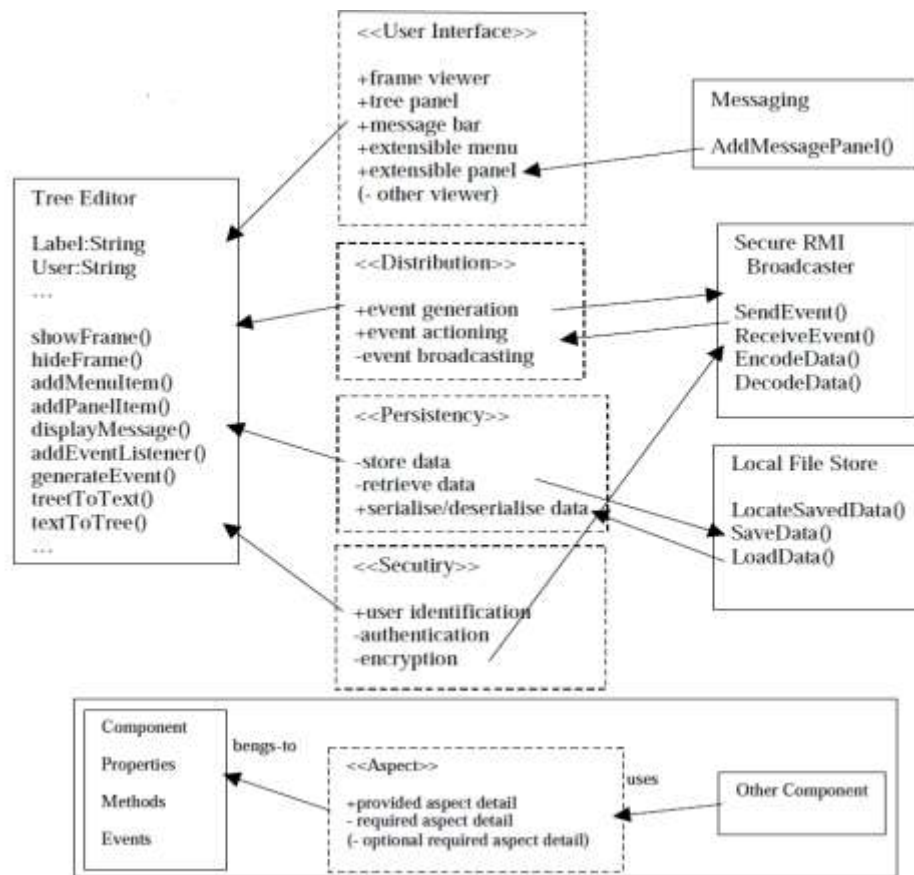 <<User Interface>>
+frame viewer
+tree panel
+message bar
+extensible menu
+extensible panel
(- other viewer)
Messaging
AddMessagePanel()
Tree Editor
Label:String
User:String
...
showFrame()
hideFrame()
addMenuItem()
addPanelItem()
displayMessage()
addEventListener()
generateEvent()
treetToText()
textToTree()
...
<<Distribution>>
+event generation
+event actioning
-event broadcasting
Secure RMI
Broadcaster
SendEvent()
ReceiveEvent()
EncodeData()
DecodeData()
<<Persistency>>
-store data
-retrieve data
+serialise/deserialise data
Local File Store
LocateSavedData()
SaveData()
LoadData()
<<Secutiry>>
+user identification
-authentication
-encryption
Component
Properties
Methods
Events
bengs-to
<<Aspect>>
+provided aspect detail
- required aspect detail
(- optional required aspect detail)
uses
Other Component